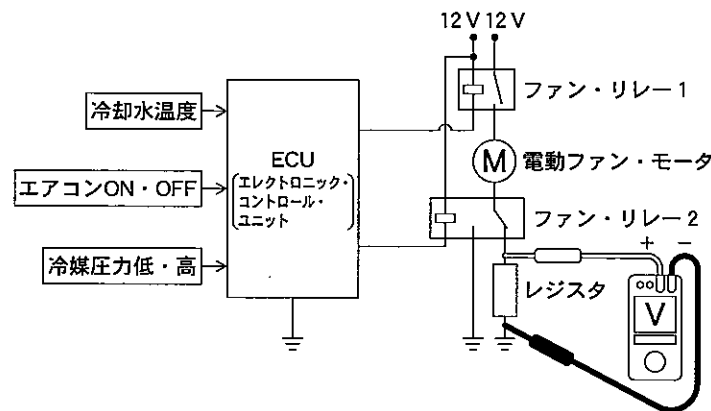 12V 12V
ファン・リレー1
冷却水温度
ECU
M
電動ファン・モータ
エアコンON・OFF
エレクトロニック・
コントロール・
ユニット
ファン・リレー2
+ −
冷媒圧力低・高
レジスタ
V